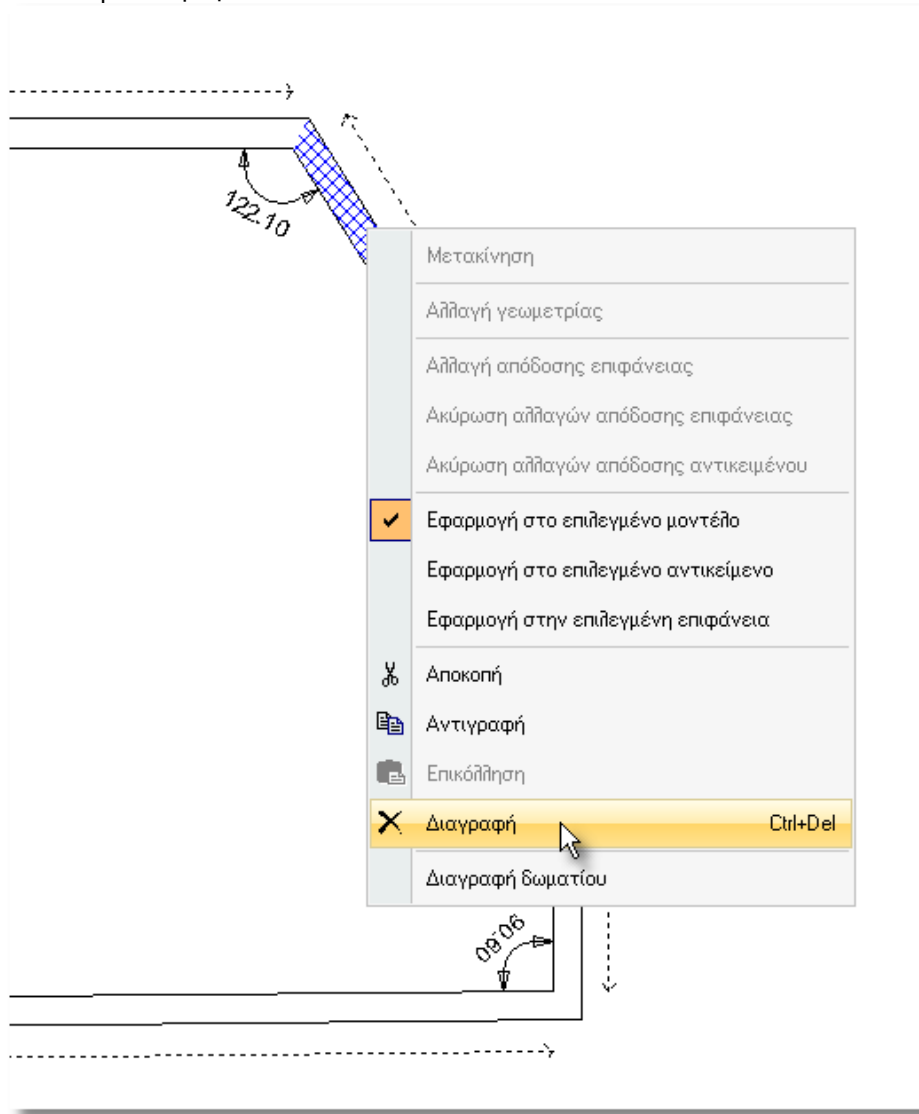 122.10
Μετακίνηση
Αλλαγή γεωμετρίας
Αλλαγή απόδοσης επιφάνειας
Ακύρωση αλλαγών απόδοσης επιφάνειας
Ακύρωση αλλαγών απόδοσης αντικειμένου
Εφαρμογή στο επιλεγμένο μοντέλο
Εφαρμογή στο επιλεγμένο αντικείμενο
Εφαρμογή στην επιλεγμένη επιφάνεια
Αποκοπή
Αντιγραφή
Επικόλληση
Διαγραφή Ctrl+Del
Διαγραφή δωματίου
90.60